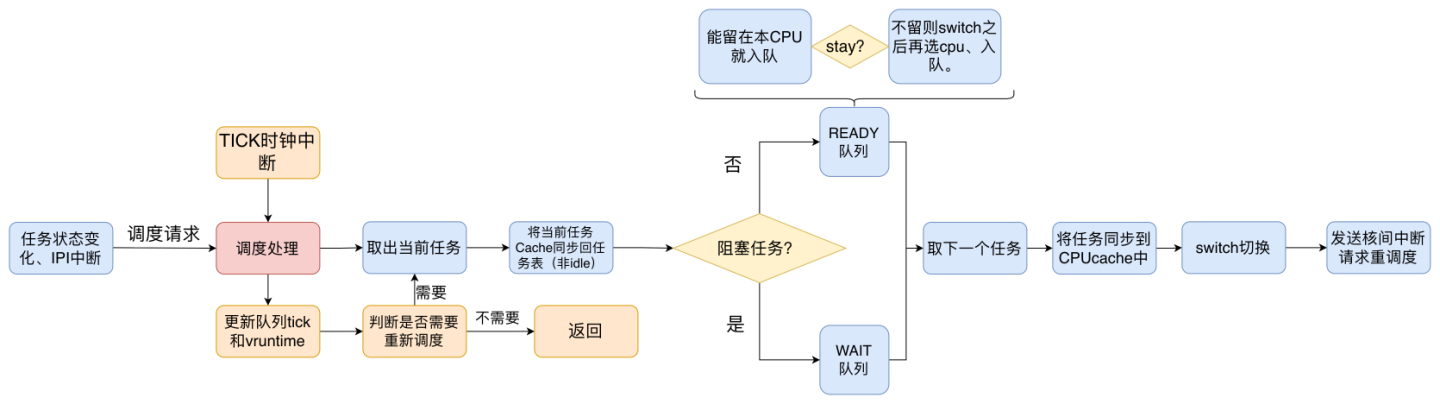 能留在本CPU
就入队
stay?
不留则switch之
后再选cpu、入
队。
TICK时钟中
断
READY
队列
否
任务状态变
化、IPI中断
调度请求
调度处理
取出当前任务
将当前任务
Cache同步回任
务表（非idle）
阻塞任务?
取下一个任务
将任务同步到
CPUcache中
switch切换
发送核间中断
请求重调度
需要
更新队列tick
和vruntime
判断是否需要
重新调度
不需要
返回
是
WAIT
队列